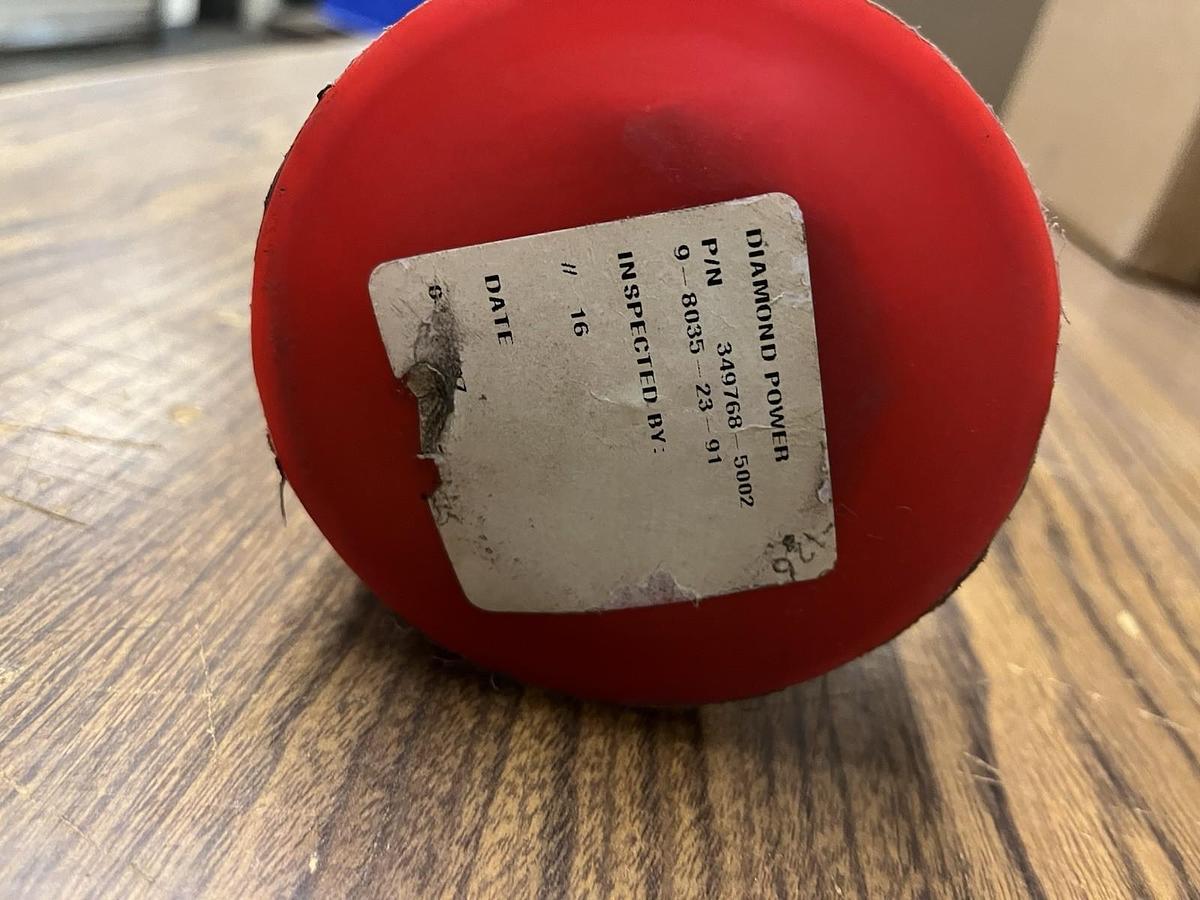 DIAMOND POWER
P/N 349768-5002
9-8035-23-91
INSPECTED BY:
# 16
DATE